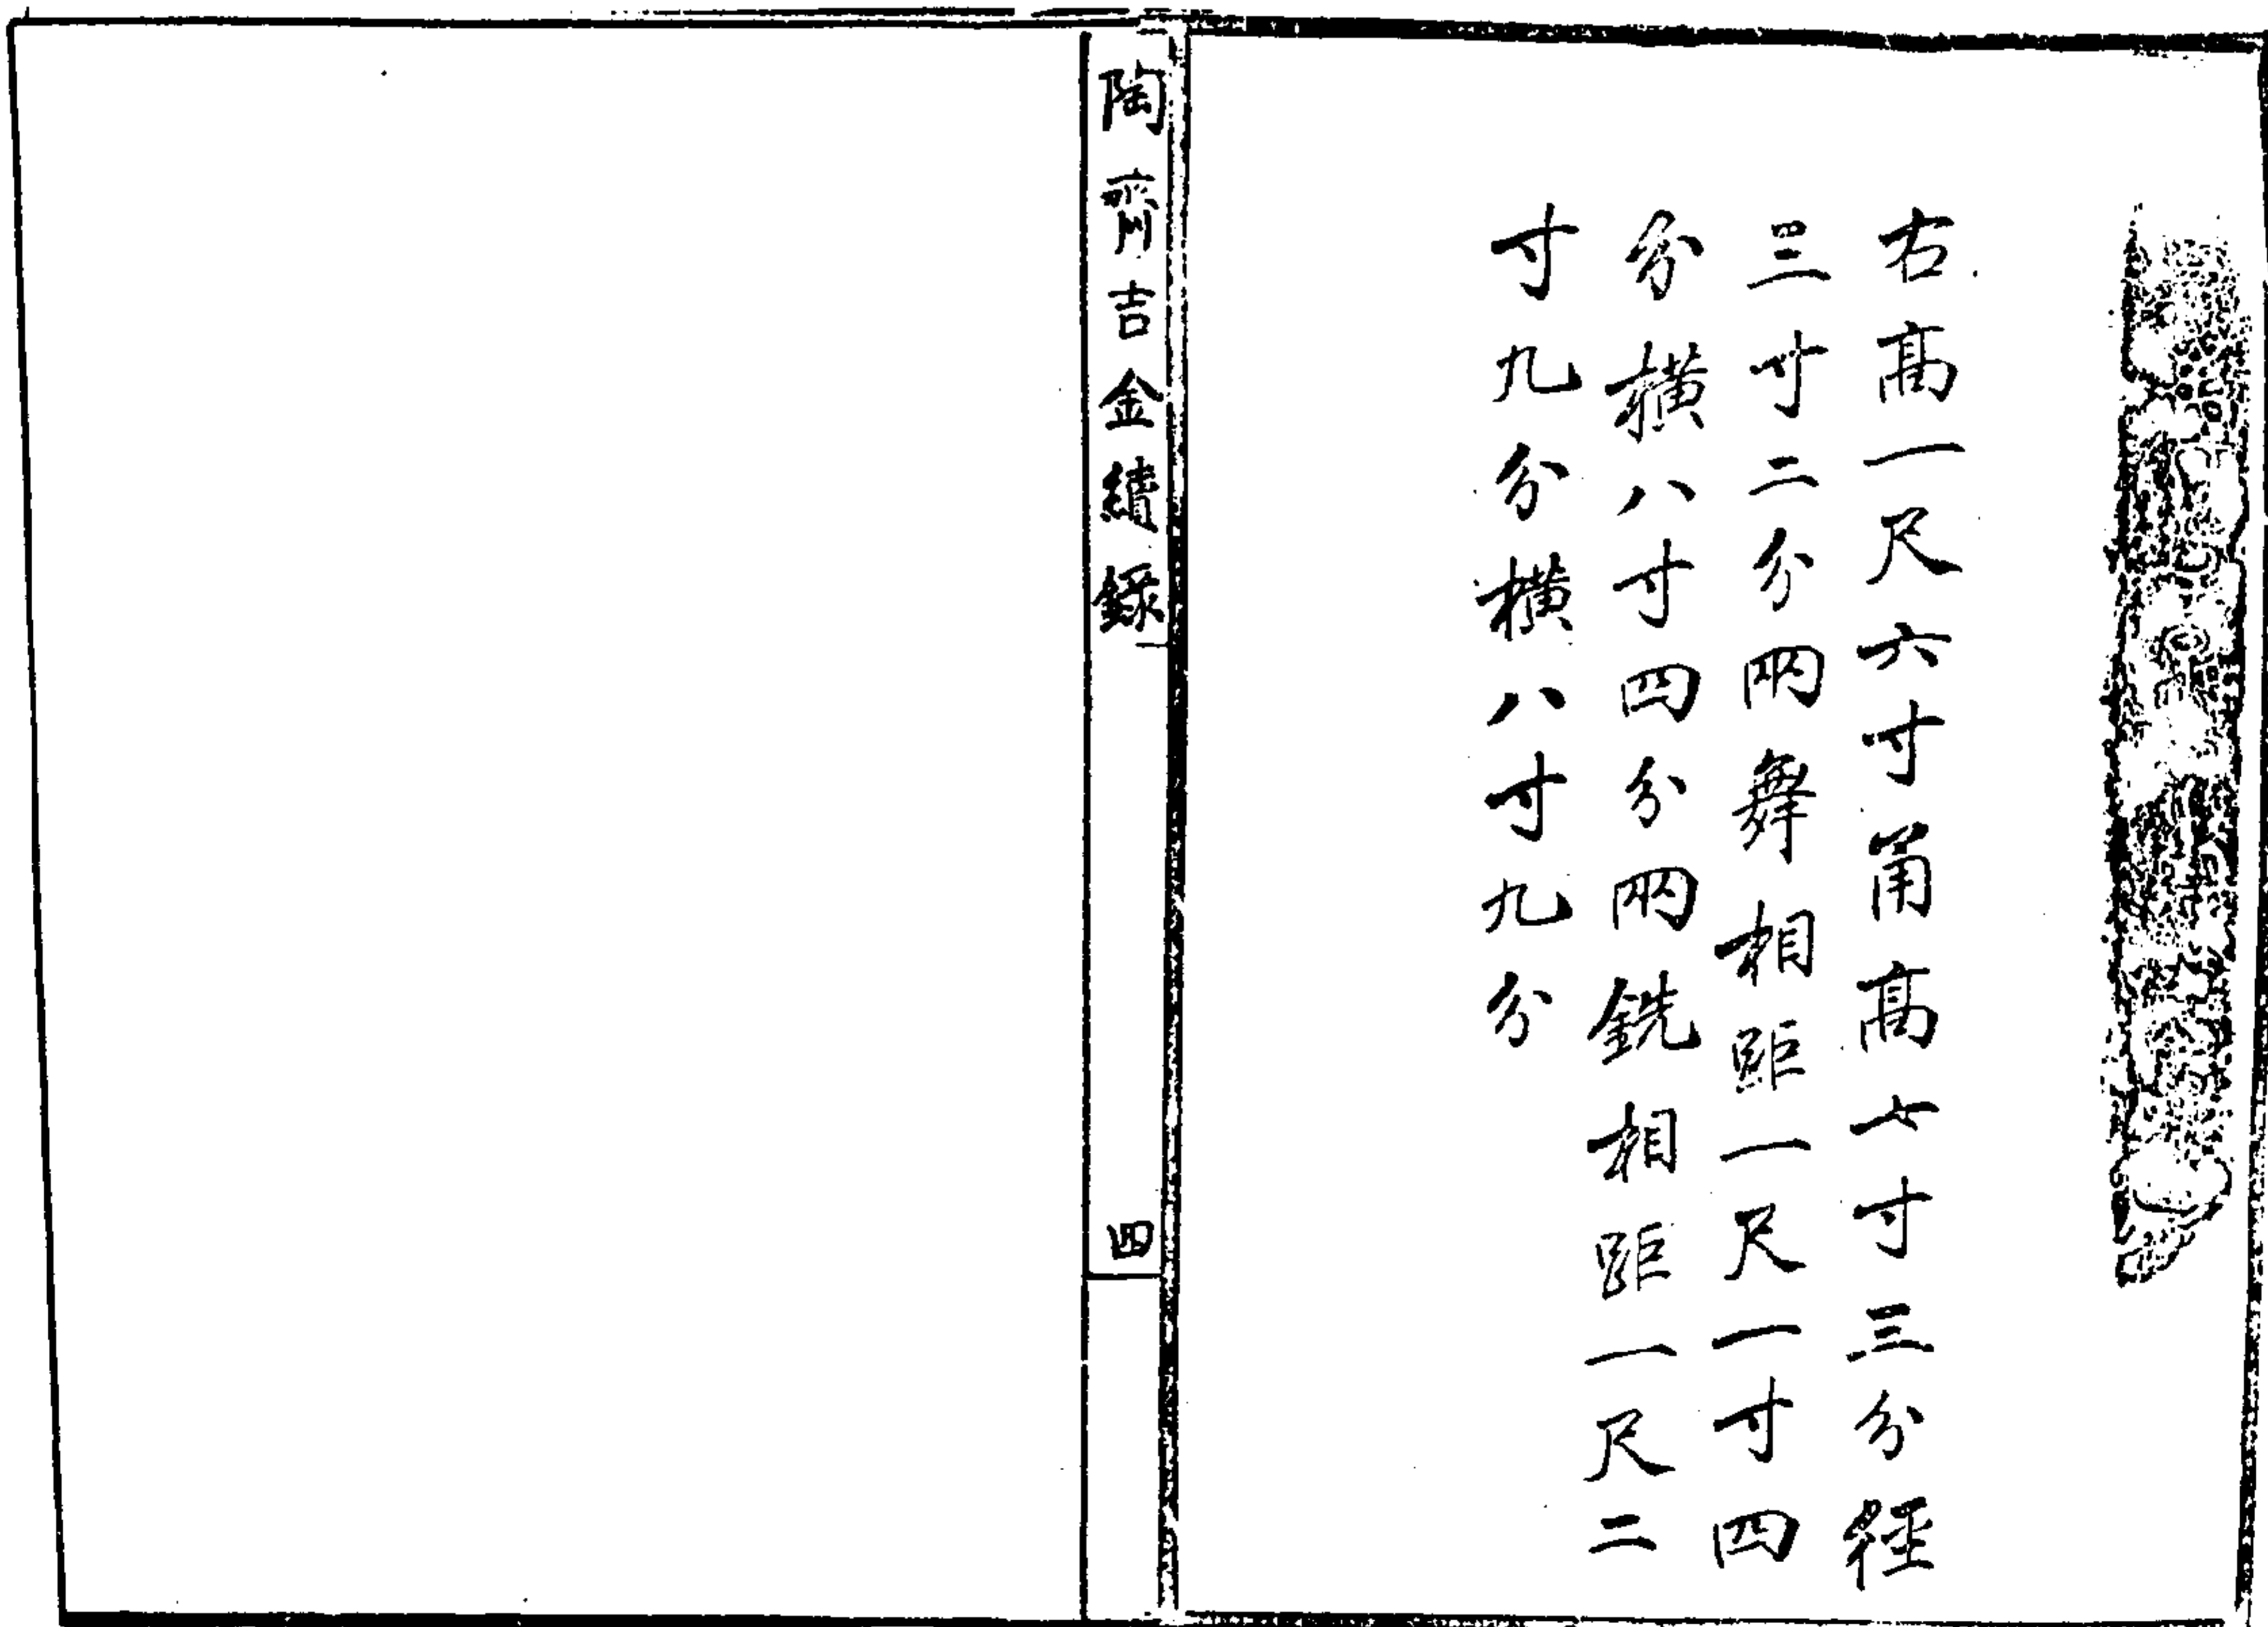 右高一尺六寸甬高七寸三分徑
三寸二分兩舞相距一尺一寸四
分橫八寸四分兩銑相距一尺二
寸九分橫八寸九分
陶齋吉金續錄
四